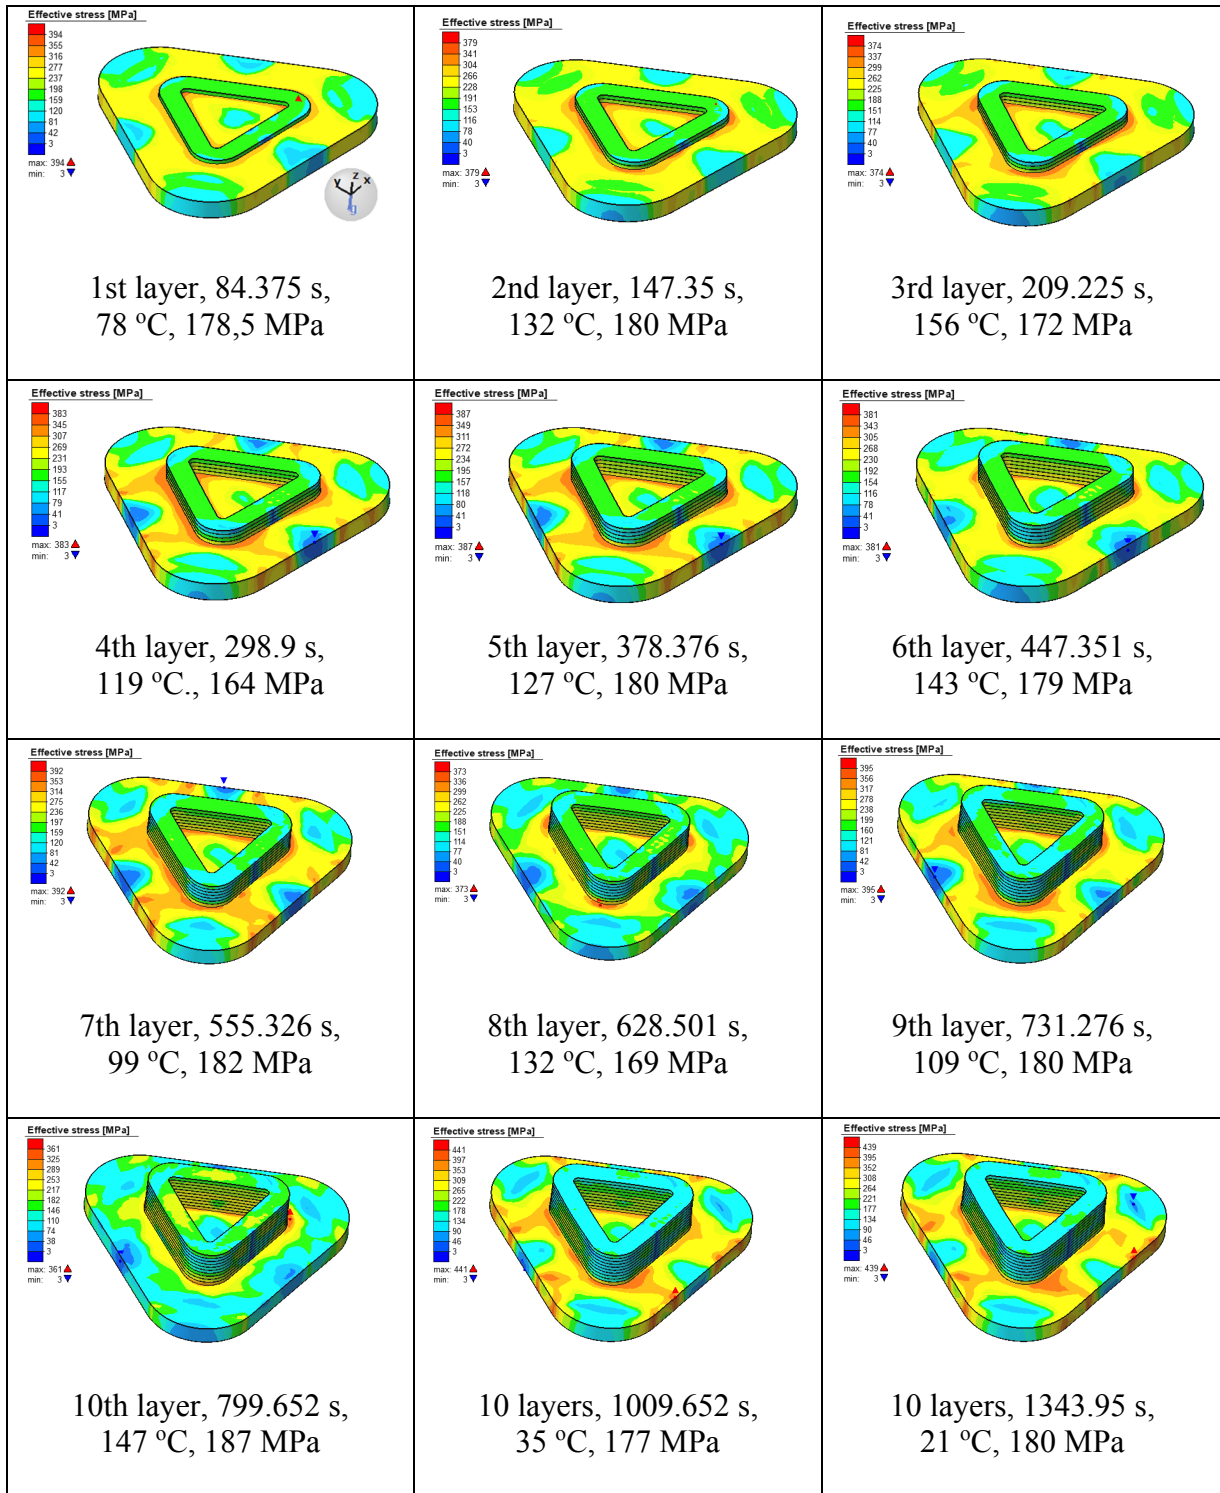 Effective stress [MPa]
394
355
316
277
237
198
159
120
81
42
3
max: 394
min: 3
y z x
g
1st layer, 84.375 s,
78 ºC, 178,5 MPa
Effective stress [MPa]
379
341
304
266
228
191
153
116
78
40
3
max: 379
min: 3
2nd layer, 147.35 s,
132 ºC, 180 MPa
Effective stress [MPa]
374
337
299
262
225
188
151
114
77
40
3
max: 374
min: 3
3rd layer, 209.225 s,
156 ºC, 172 MPa
Effective stress [MPa]
383
345
307
269
231
193
155
117
79
41
3
max: 383
min: 3
4th layer, 298.9 s,
119 ºC., 164 MPa
Effective stress [MPa]
387
349
311
272
234
195
157
118
80
41
3
max: 387
min: 3
5th layer, 378.376 s,
127 ºC, 180 MPa
Effective stress [MPa]
381
343
305
268
230
192
154
116
78
41
3
max: 381
min: 3
6th layer, 447.351 s,
143 ºC, 179 MPa
Effective stress [MPa]
392
353
314
275
236
197
159
120
81
42
3
max: 392
min: 3
7th layer, 555.326 s,
99 ºC, 182 MPa
Effective stress [MPa]
373
336
299
262
225
188
151
114
77
40
3
max: 373
min: 3
8th layer, 628.501 s,
132 ºC, 169 MPa
Effective stress [MPa]
395
356
317
278
238
199
160
121
81
42
3
max: 395
min: 3
9th layer, 731.276 s,
109 ºC, 180 MPa
Effective stress [MPa]
361
325
289
253
217
182
146
110
74
38
3
max: 361
min: 3
10th layer, 799.652 s,
147 ºC, 187 MPa
Effective stress [MPa]
441
397
353
309
265
222
178
134
90
46
3
max: 441
min: 3
10 layers, 1009.652 s,
35 ºC, 177 MPa
Effective stress [MPa]
439
395
352
308
264
221
177
134
90
46
3
max: 439
min: 3
10 layers, 1343.95 s,
21 ºC, 180 MPa